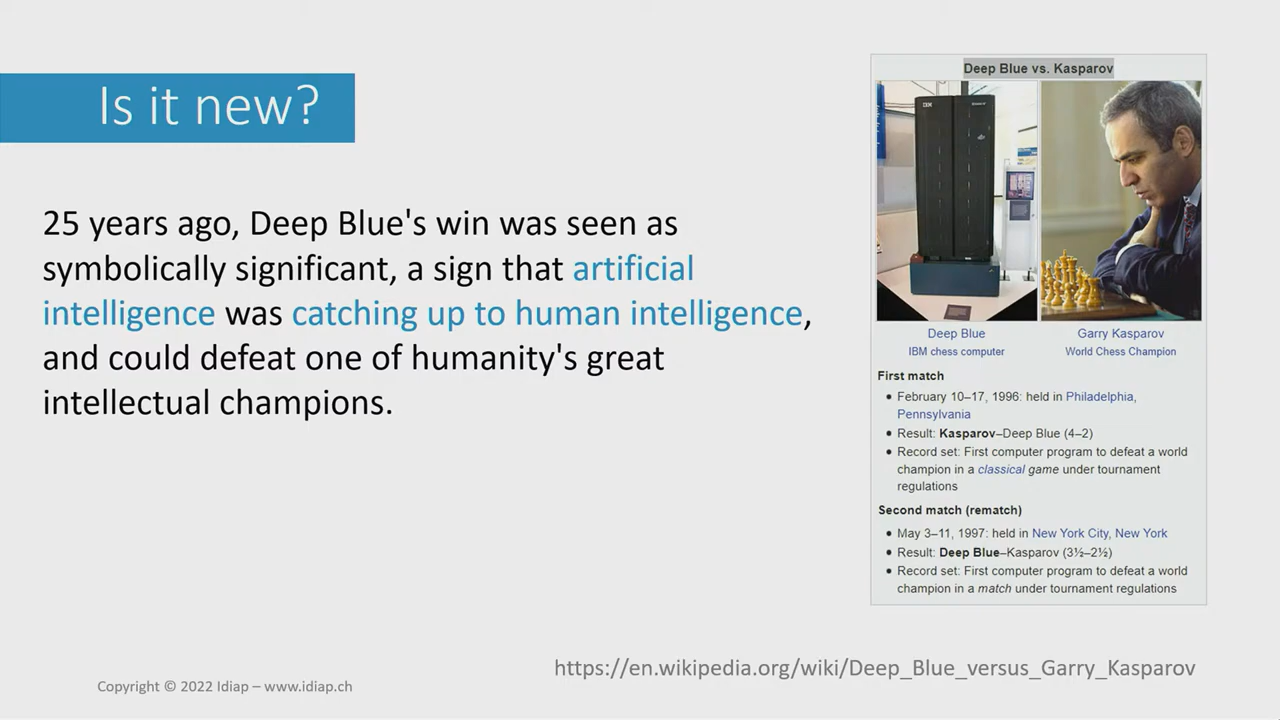 Is it new?
25 years ago, Deep Blue's win was seen as
symbolically significant, a sign that artificial
intelligence was catching up to human intelligence,
and could defeat one of humanity's great
intellectual champions.
Deep Blue vs. Kasparov
IBM
Deep Blue
IBM chess computer
Garry Kasparov
World Chess Champion
First match
• February 10–17, 1996: held in Philadelphia,
Pennsylvania
• Result: Kasparov–Deep Blue (4–2)
• Record set: First computer program to defeat a world
champion in a classical game under tournament
regulations
Second match (rematch)
• May 3–11, 1997: held in New York City, New York
• Result: Deep Blue–Kasparov (3½–2½)
• Record set: First computer program to defeat a world
champion in a match under tournament regulations
https://en.wikipedia.org/wiki/Deep_Blue_versus_Garry_Kasparov
Copyright © 2022 Idiap – www.idiap.ch